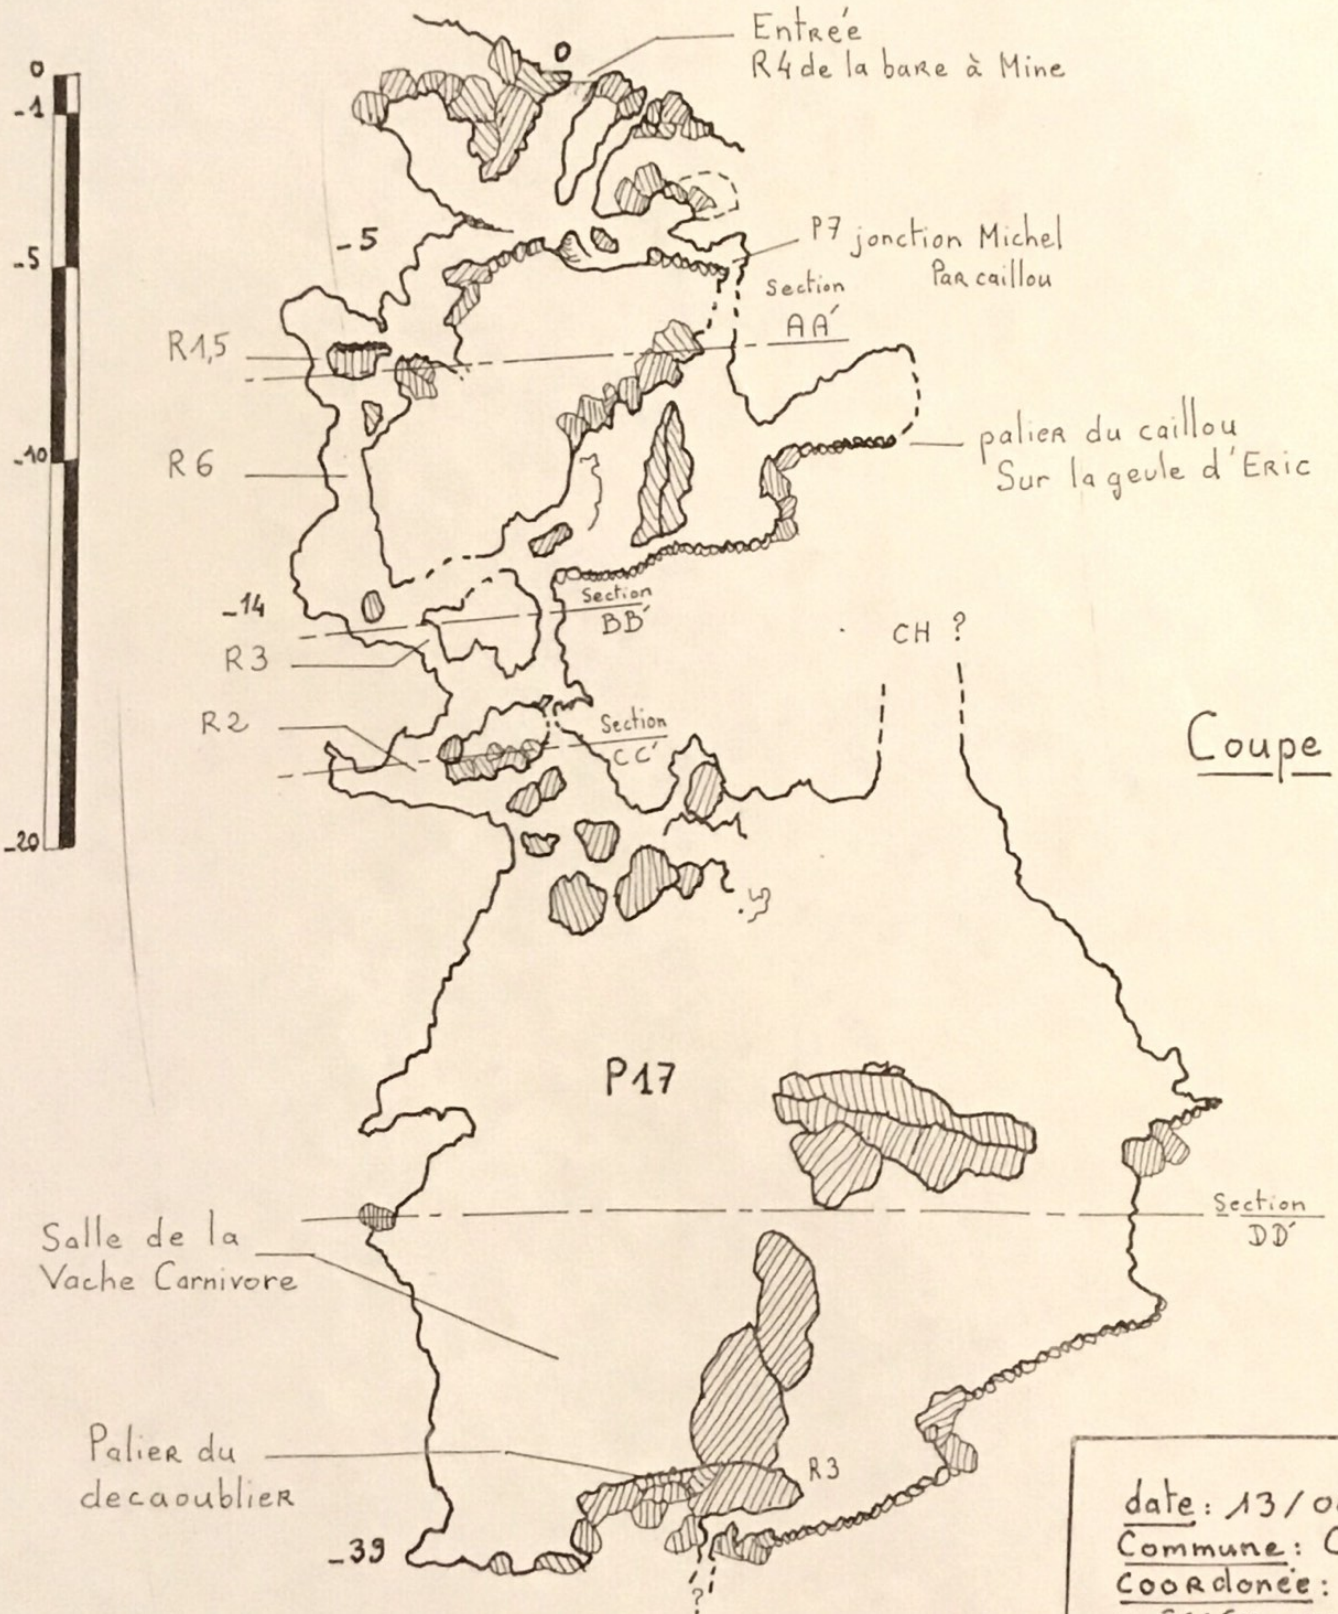 Entrée
R4 de la bare à Mine
0
0
-1
-5
-10
-20
-5
P7 jonction Michel
Par caillou
Section
AA'
R1,5
palier du caillou
Sur la geule d'Eric
R6
-14
Section
BB'
CH ?
R3
R2
Section
CC'
Coupe
P17
Section
DD'
Salle de la
Vache Carnivore
Palier du
decaoublier
R3
-39
?
date: 13/0
Commune: C
Coordonée: